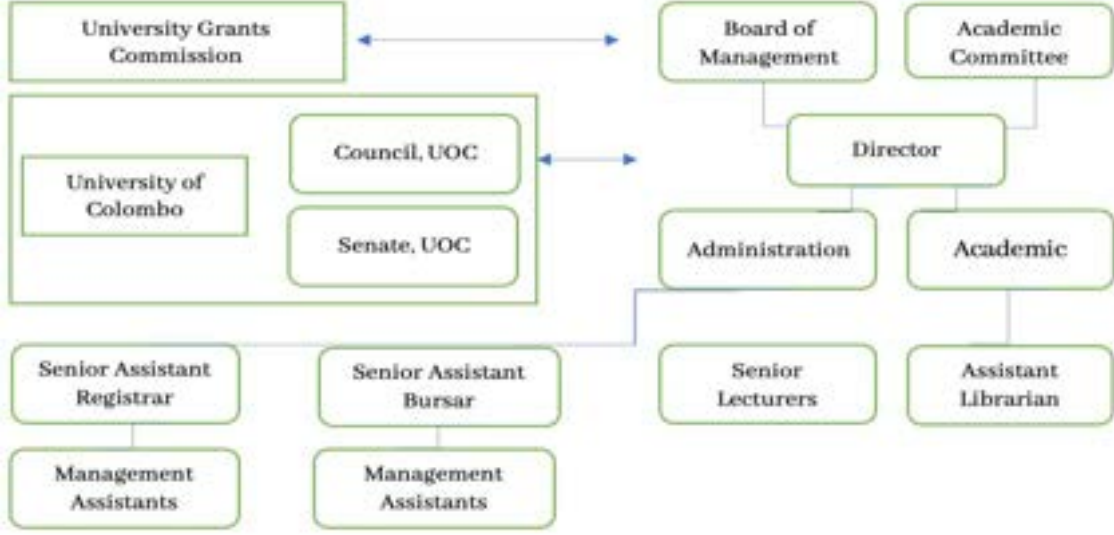 University Grants
Commission
Board of
Management
Academic
Committee
Council, UOC
Director
University of
Colombo
Senate, UOC
Administration
Academic
Senior Assistant
Registrar
Senior Assistant
Bursar
Senior
Lecturers
Assistant
Librarian
Management
Assistants
Management
Assistants